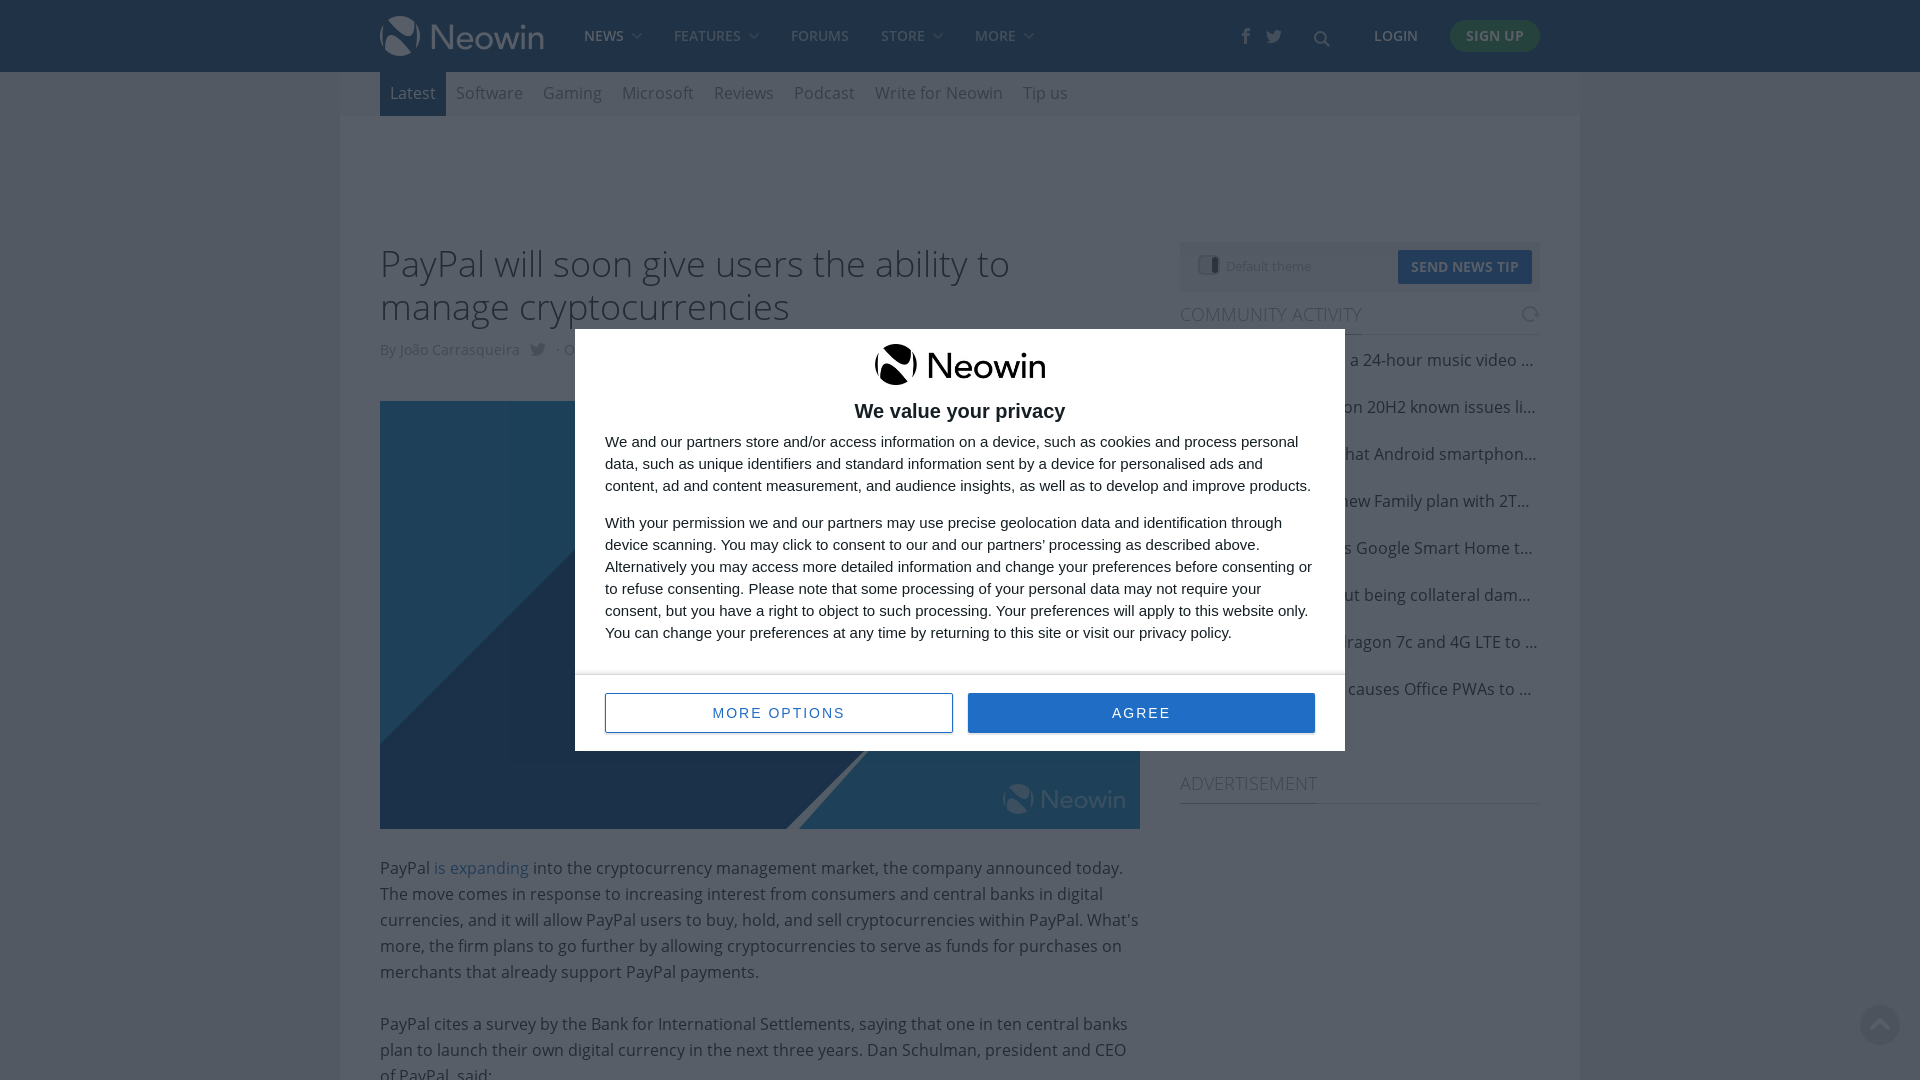 Neowin
NEWS FEATURES FORUMS STORE MORE LOGIN SIGN UP
Latest Software Gaming Microsoft Reviews Podcast Write for Neowin Tip us
PayPal will soon give users the ability to
manage cryptocurrencies
By João Carrasqueira · O
Default theme SEND NEWS TIP
COMMUNITY ACTIVITY
a 24-hour music video ...
on 20H2 known issues li...
hat Android smartphon...
new Family plan with 2T...
s Google Smart Home t...
ut being collateral dam...
ragon 7c and 4G LTE to ...
causes Office PWAs to ...
ADVERTISEMENT
Neowin
We value your privacy
We and our partners store and/or access information on a device, such as cookies and process personal
data, such as unique identifiers and standard information sent by a device for personalised ads and
content, ad and content measurement, and audience insights, as well as to develop and improve products.
With your permission we and our partners may use precise geolocation data and identification through
device scanning. You may click to consent to our and our partners’ processing as described above.
Alternatively you may access more detailed information and change your preferences before consenting or
to refuse consenting. Please note that some processing of your personal data may not require your
consent, but you have a right to object to such processing. Your preferences will apply to this website only.
You can change your preferences at any time by returning to this site or visit our privacy policy.
MORE OPTIONS AGREE
Neowin
PayPal is expanding into the cryptocurrency management market, the company announced today.
The move comes in response to increasing interest from consumers and central banks in digital
currencies, and it will allow PayPal users to buy, hold, and sell cryptocurrencies within PayPal. What's
more, the firm plans to go further by allowing cryptocurrencies to serve as funds for purchases on
merchants that already support PayPal payments.
PayPal cites a survey by the Bank for International Settlements, saying that one in ten central banks
plan to launch their own digital currency in the next three years. Dan Schulman, president and CEO
of PayPal, said: